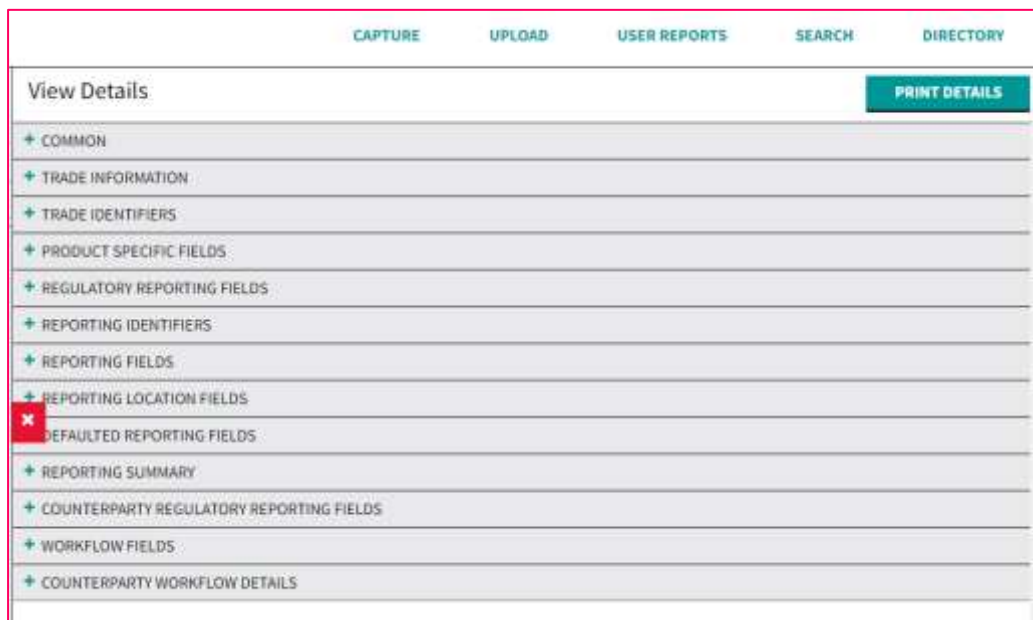 CAPTURE UPLOAD USER REPORTS SEARCH DIRECTORY
View Details PRINT DETAILS
+ COMMON
+ TRADE INFORMATION
+ TRADE IDENTIFIERS
+ PRODUCT SPECIFIC FIELDS
+ REGULATORY REPORTING FIELDS
+ REPORTING IDENTIFIERS
+ REPORTING FIELDS
+ REPORTING LOCATION FIELDS
DEFAULTED REPORTING FIELDS
+ REPORTING SUMMARY
+ COUNTERPARTY REGULATORY REPORTING FIELDS
+ WORKFLOW FIELDS
+ COUNTERPARTY WORKFLOW DETAILS